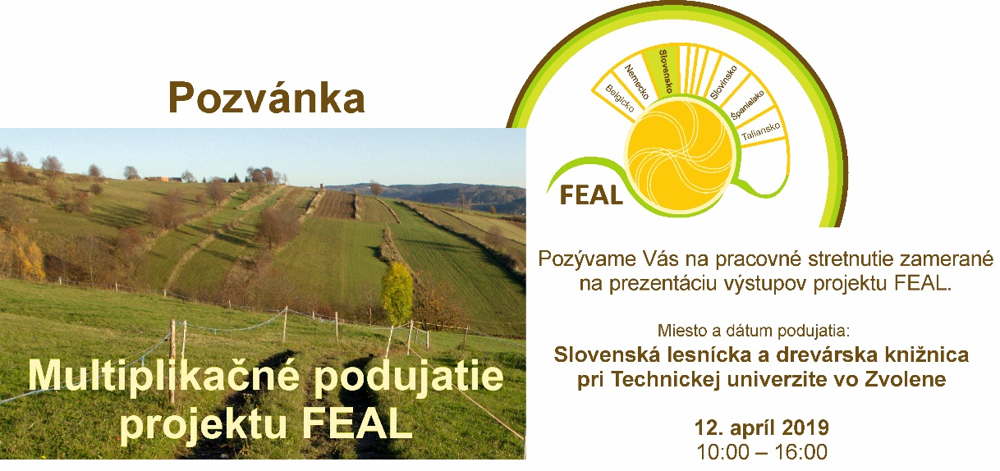 Pozvánka
Belgicko
Nemecko
Slovensko
Slovinsko
Španielsko
Taliansko
FEAL
Multiplikačné podujatie
projektu FEAL
Pozývame Vás na pracovné stretnutie zamerané
na prezentáciu výstupov projektu FEAL.
Miesto a dátum podujatia:
Slovenská lesnícka a drevárska knižnica
pri Technickej univerzite vo Zvolene
12. apríl 2019
10:00 – 16:00